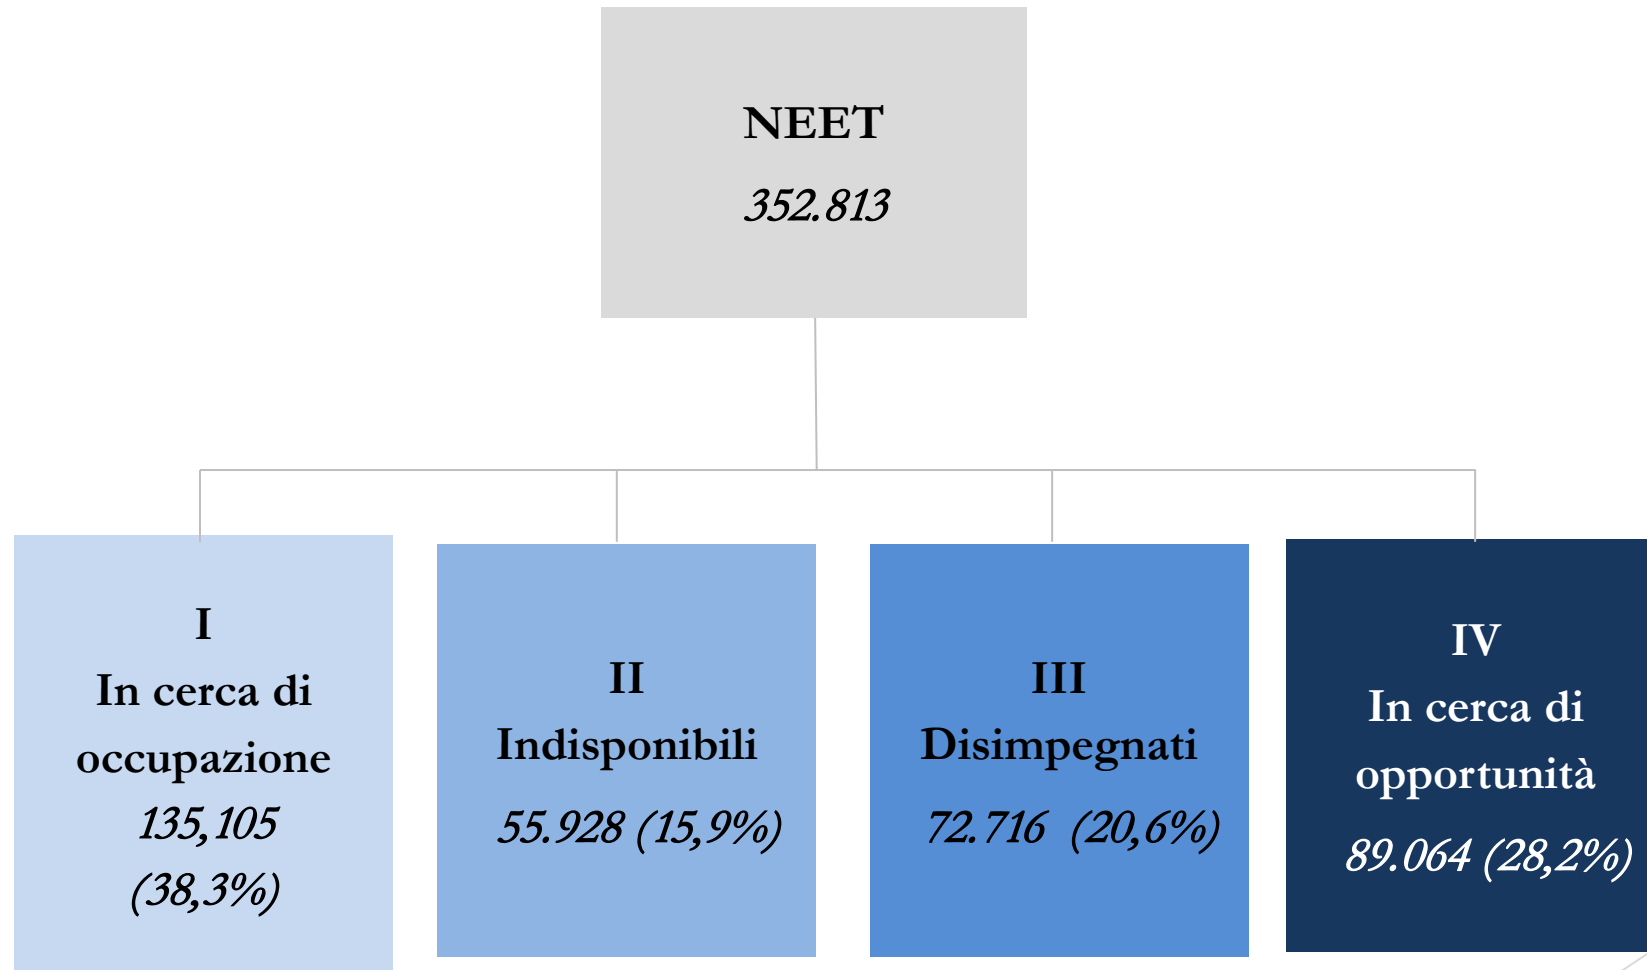 NEET
352.813
I
In cerca di
occupazione
135,105
(38,3%)
II
Indisponibili
55.928 (15,9%)
III
Disimpegnati
72.716 (20,6%)
IV
In cerca di
opportunità
89.064 (28,2%)